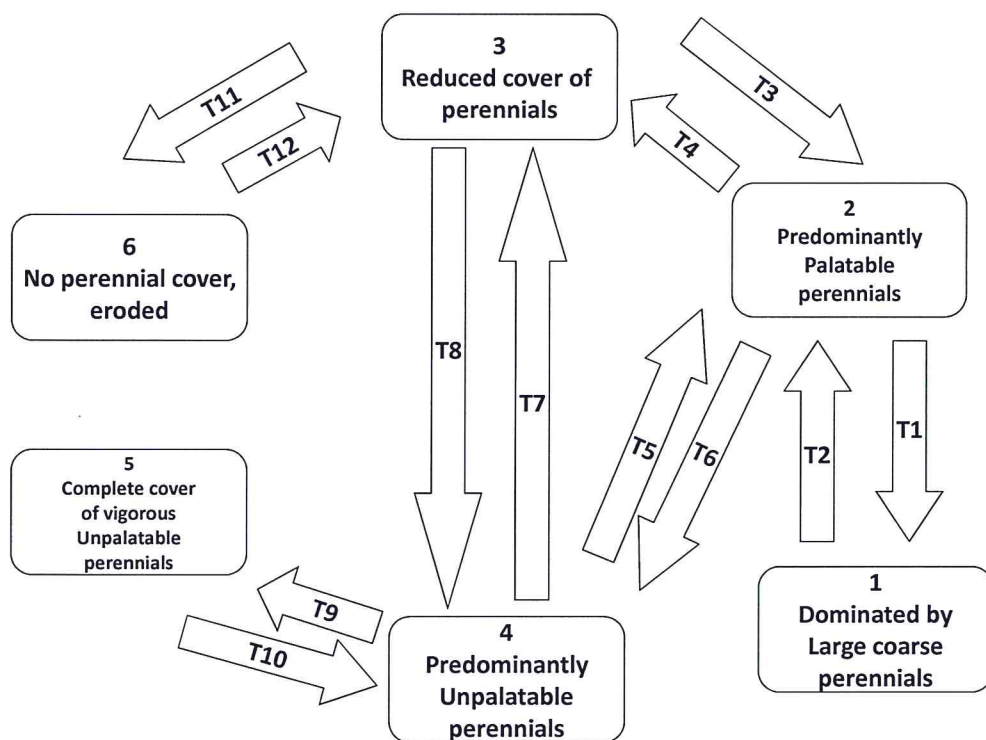 3
Reduced cover of
perennials
T11
T12
T3
T4
2
Predominantly
Palatable
perennials
6
No perennial cover,
eroded
T8
T7
T5
T6
T2
T1
5
Complete cover
of vigorous
Unpalatable
perennials
T9
T10
4
Predominantly
Unpalatable
perennials
1
Dominated by
Large coarse
perennials